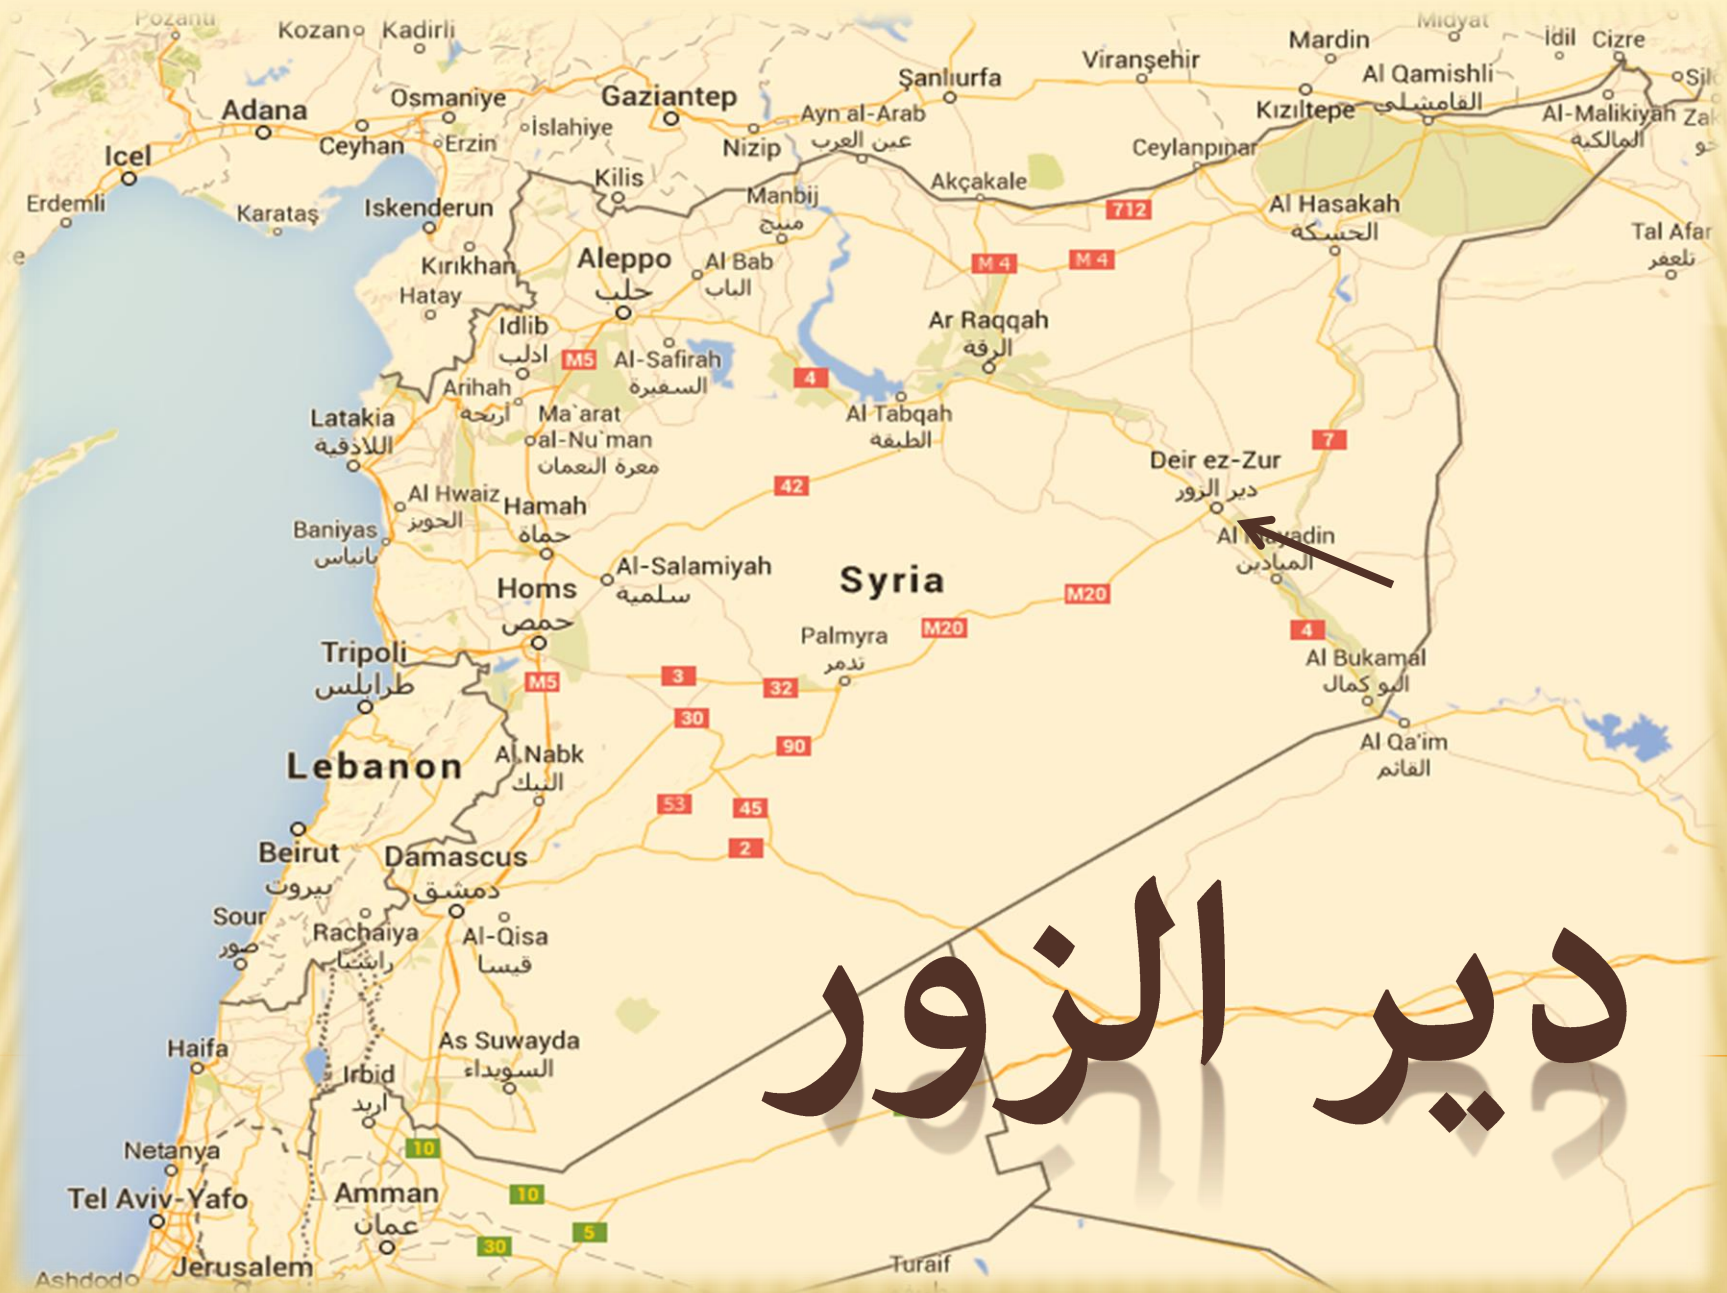 Pozantı
Kozan
Kadirli
Midyat
Mardin
İdil
Cizre
Viranşehir
Şanlıurfa
Al Qamishli
القامشلي
Adana
Osmaniye
Gaziantep
Ayn al-Arab
عين العرب
Kızıltepe
Al-Malikiyah
المالكية
Icel
Ceyhan
Erzin
İslahiye
Nizip
Ceylanpınar
Erdemli
Karataş
Iskenderun
Kilis
Manbij
منبج
Akçakale
712
Al Hasakah
الحسكة
Tal Afar
تلعفر
Kırıkhan
Aleppo
حلب
Al Bab
الباب
M 4
M 4
Hatay
Idlib
ادلب
M5
Al-Safirah
السفيرة
Ar Raqqah
الرقة
4
Arihah
أريحه
Latakia
اللاذقية
Ma`arat
al-Nu`man
معرة النعمان
Al Tabqah
الطبقة
7
42
Deir ez-Zur
دير الزور
Al Hwaiz
الحويز
Hamah
حماة
Baniyas
بانياس
Al Mayadin
الميادين
Al-Salamiyah
سلمية
Syria
Homs
حمص
M20
M20
4
Palmyra
تدمر
Tripoli
طرابلس
M5
3
32
30
90
Al Bukamal
البو كمال
Al Qa'im
القائم
Lebanon
Al Nabk
النبك
53
45
2
Beirut
بيروت
Damascus
دمشق
Sour
صور
Rachaiya
راشيا
Al-Qisa
قيسا
دير الزور
Haifa
As Suwayda
السويداء
Irbid
اربد
10
Netanya
Tel Aviv-Yafo
Amman
عمان
10
5
30
Jerusalem
Ashdod
Turaif